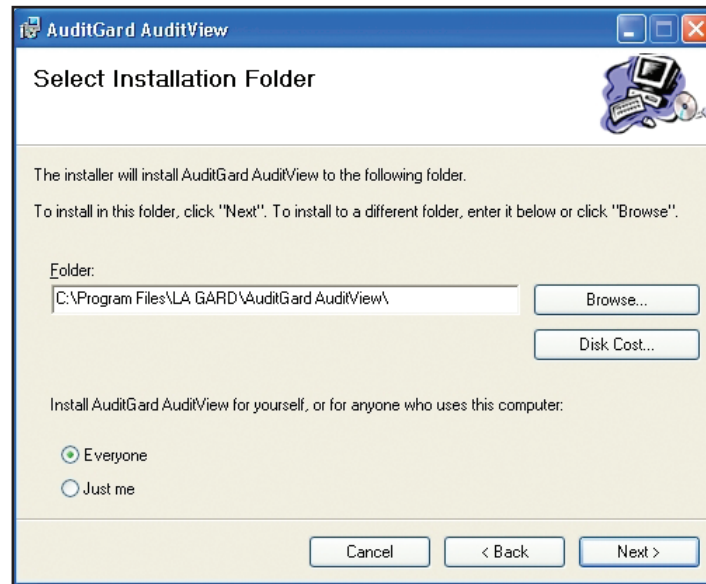 AuditGard AuditView
Select Installation Folder
The installer will install AuditGard AuditView to the following folder.
To install in this folder, click "Next". To install to a different folder, enter it below or click "Browse".
Folder:
C:\Program Files\LA GARD\AuditGard AuditView\
Browse...
Disk Cost...
Install AuditGard AuditView for yourself, or for anyone who uses this computer:
Everyone
Just me
Cancel
< Back
Next >